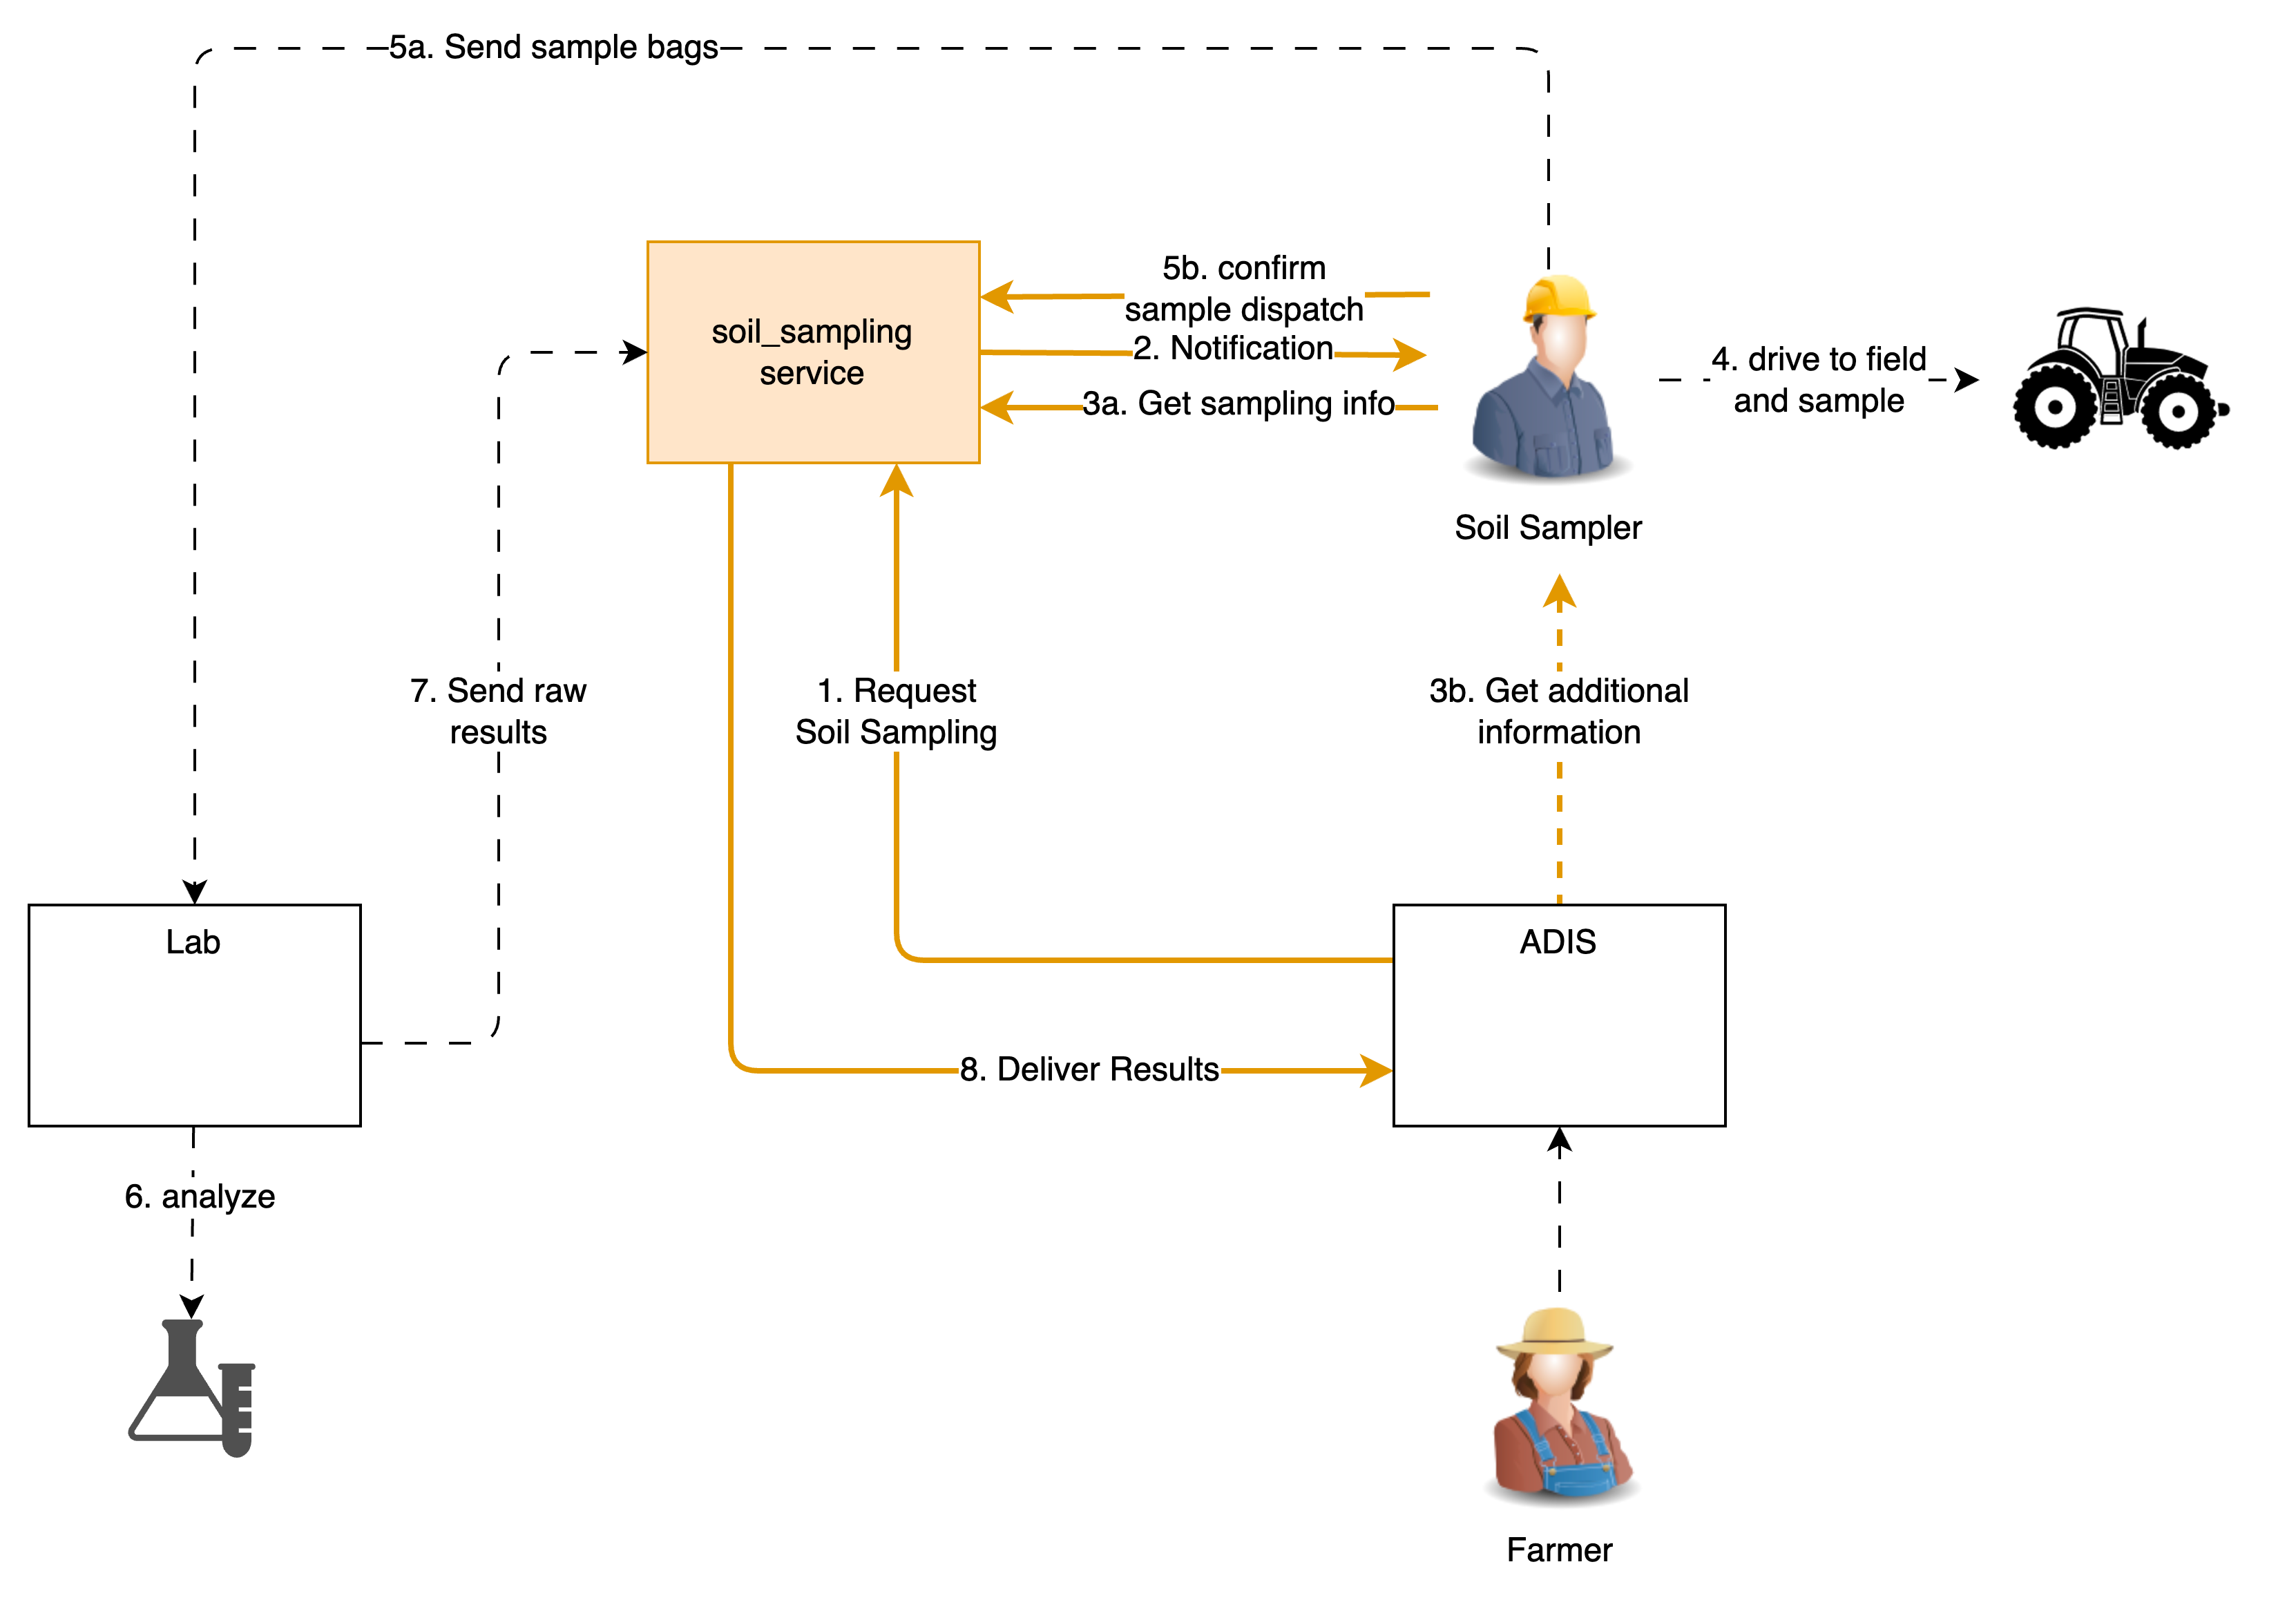 5a. Send sample bags
5b. confirm
sample dispatch
soil_sampling
service
2. Notification
3a. Get sampling info
4. drive to field
and sample
Soil Sampler
7. Send raw
results
1. Request
Soil Sampling
3b. Get additional
information
Lab
ADIS
8. Deliver Results
6. analyze
Farmer